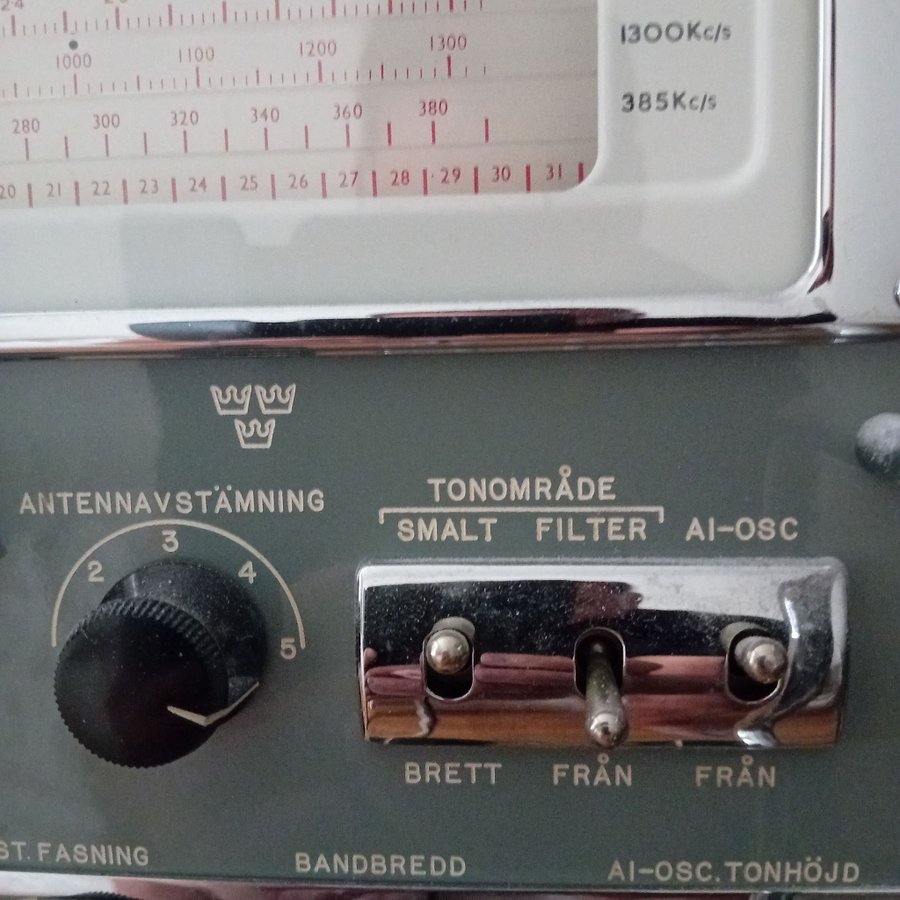 1000 1100 1200 1300
1300Kc/s
280 300 320 340 360 380
385Kc/s
20 21 22 23 24 25 26 27 28 29 30 31
ANTENNAVSTÄMNING
2 3 4 5
TONOMRÅDE
SMALT FILTER AI-OSC
BRETT FRÅN FRÅN
ST. FASNING BANDBREDD AI-OSC. TONHÖJD